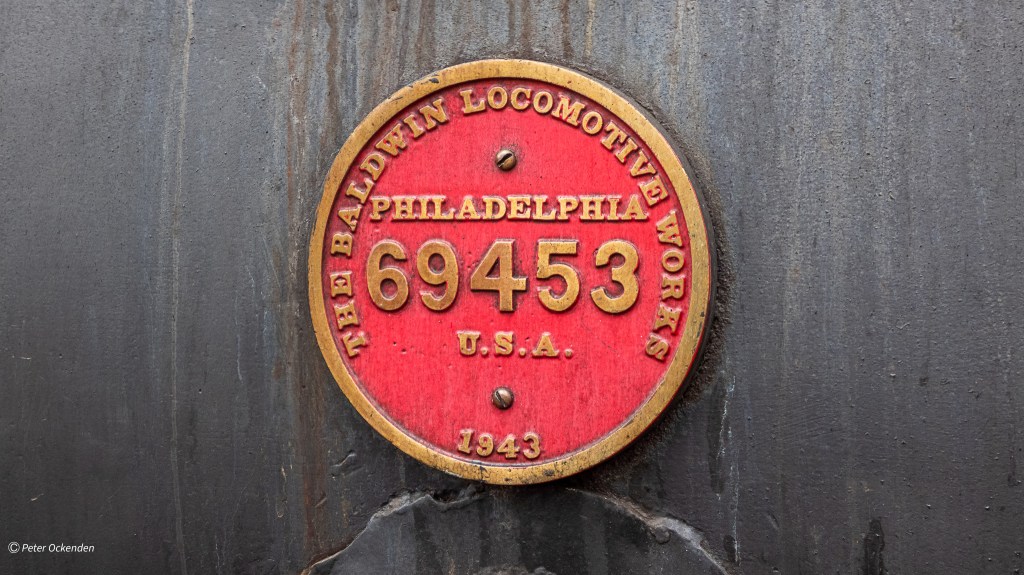 THE BALDWIN LOCOMOTIVE WORKS
PHILADELPHIA
69453
U.S.A.
1943
© Peter Ockenden